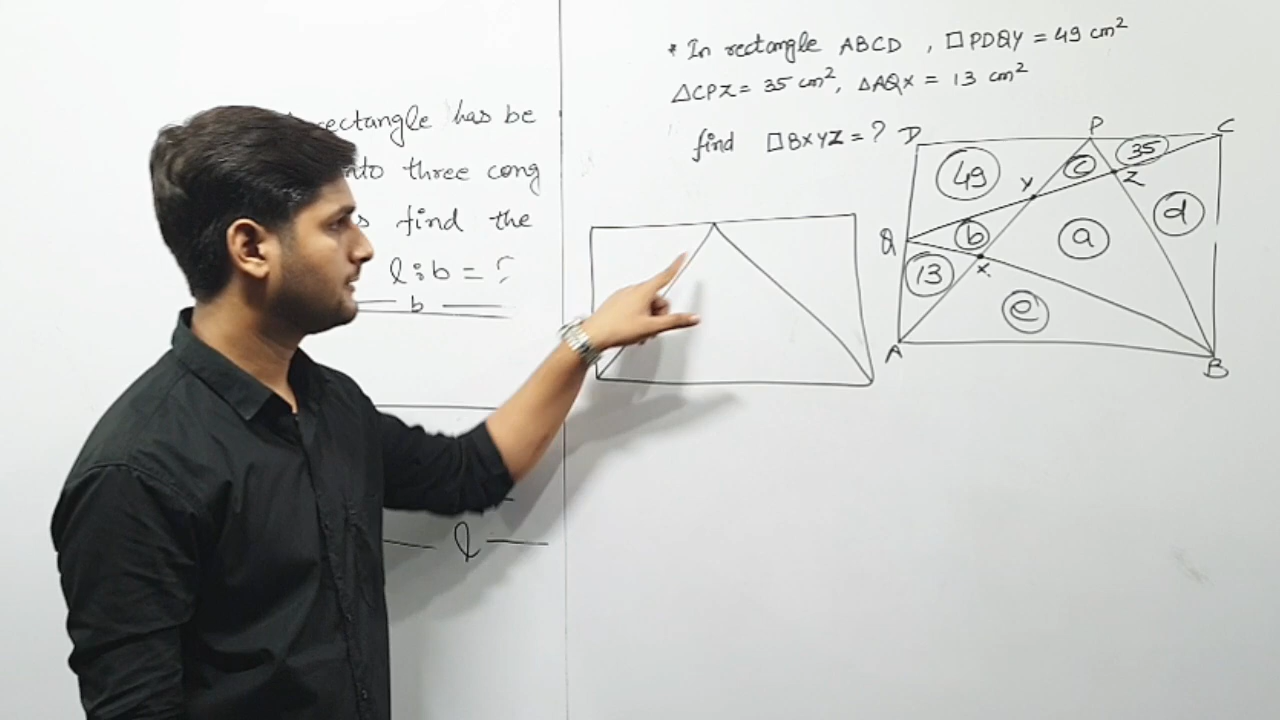 ectangle has be
nto three cong
s find the
l:b = ?
b
l
* In rectangle ABCD , □PDQY = 49 cm²
△CPZ = 35 cm², △AQX = 13 cm²
find □BXYZ = ?
D P C
49 Y c 35 Z
Q b a d
13 X
e
A B